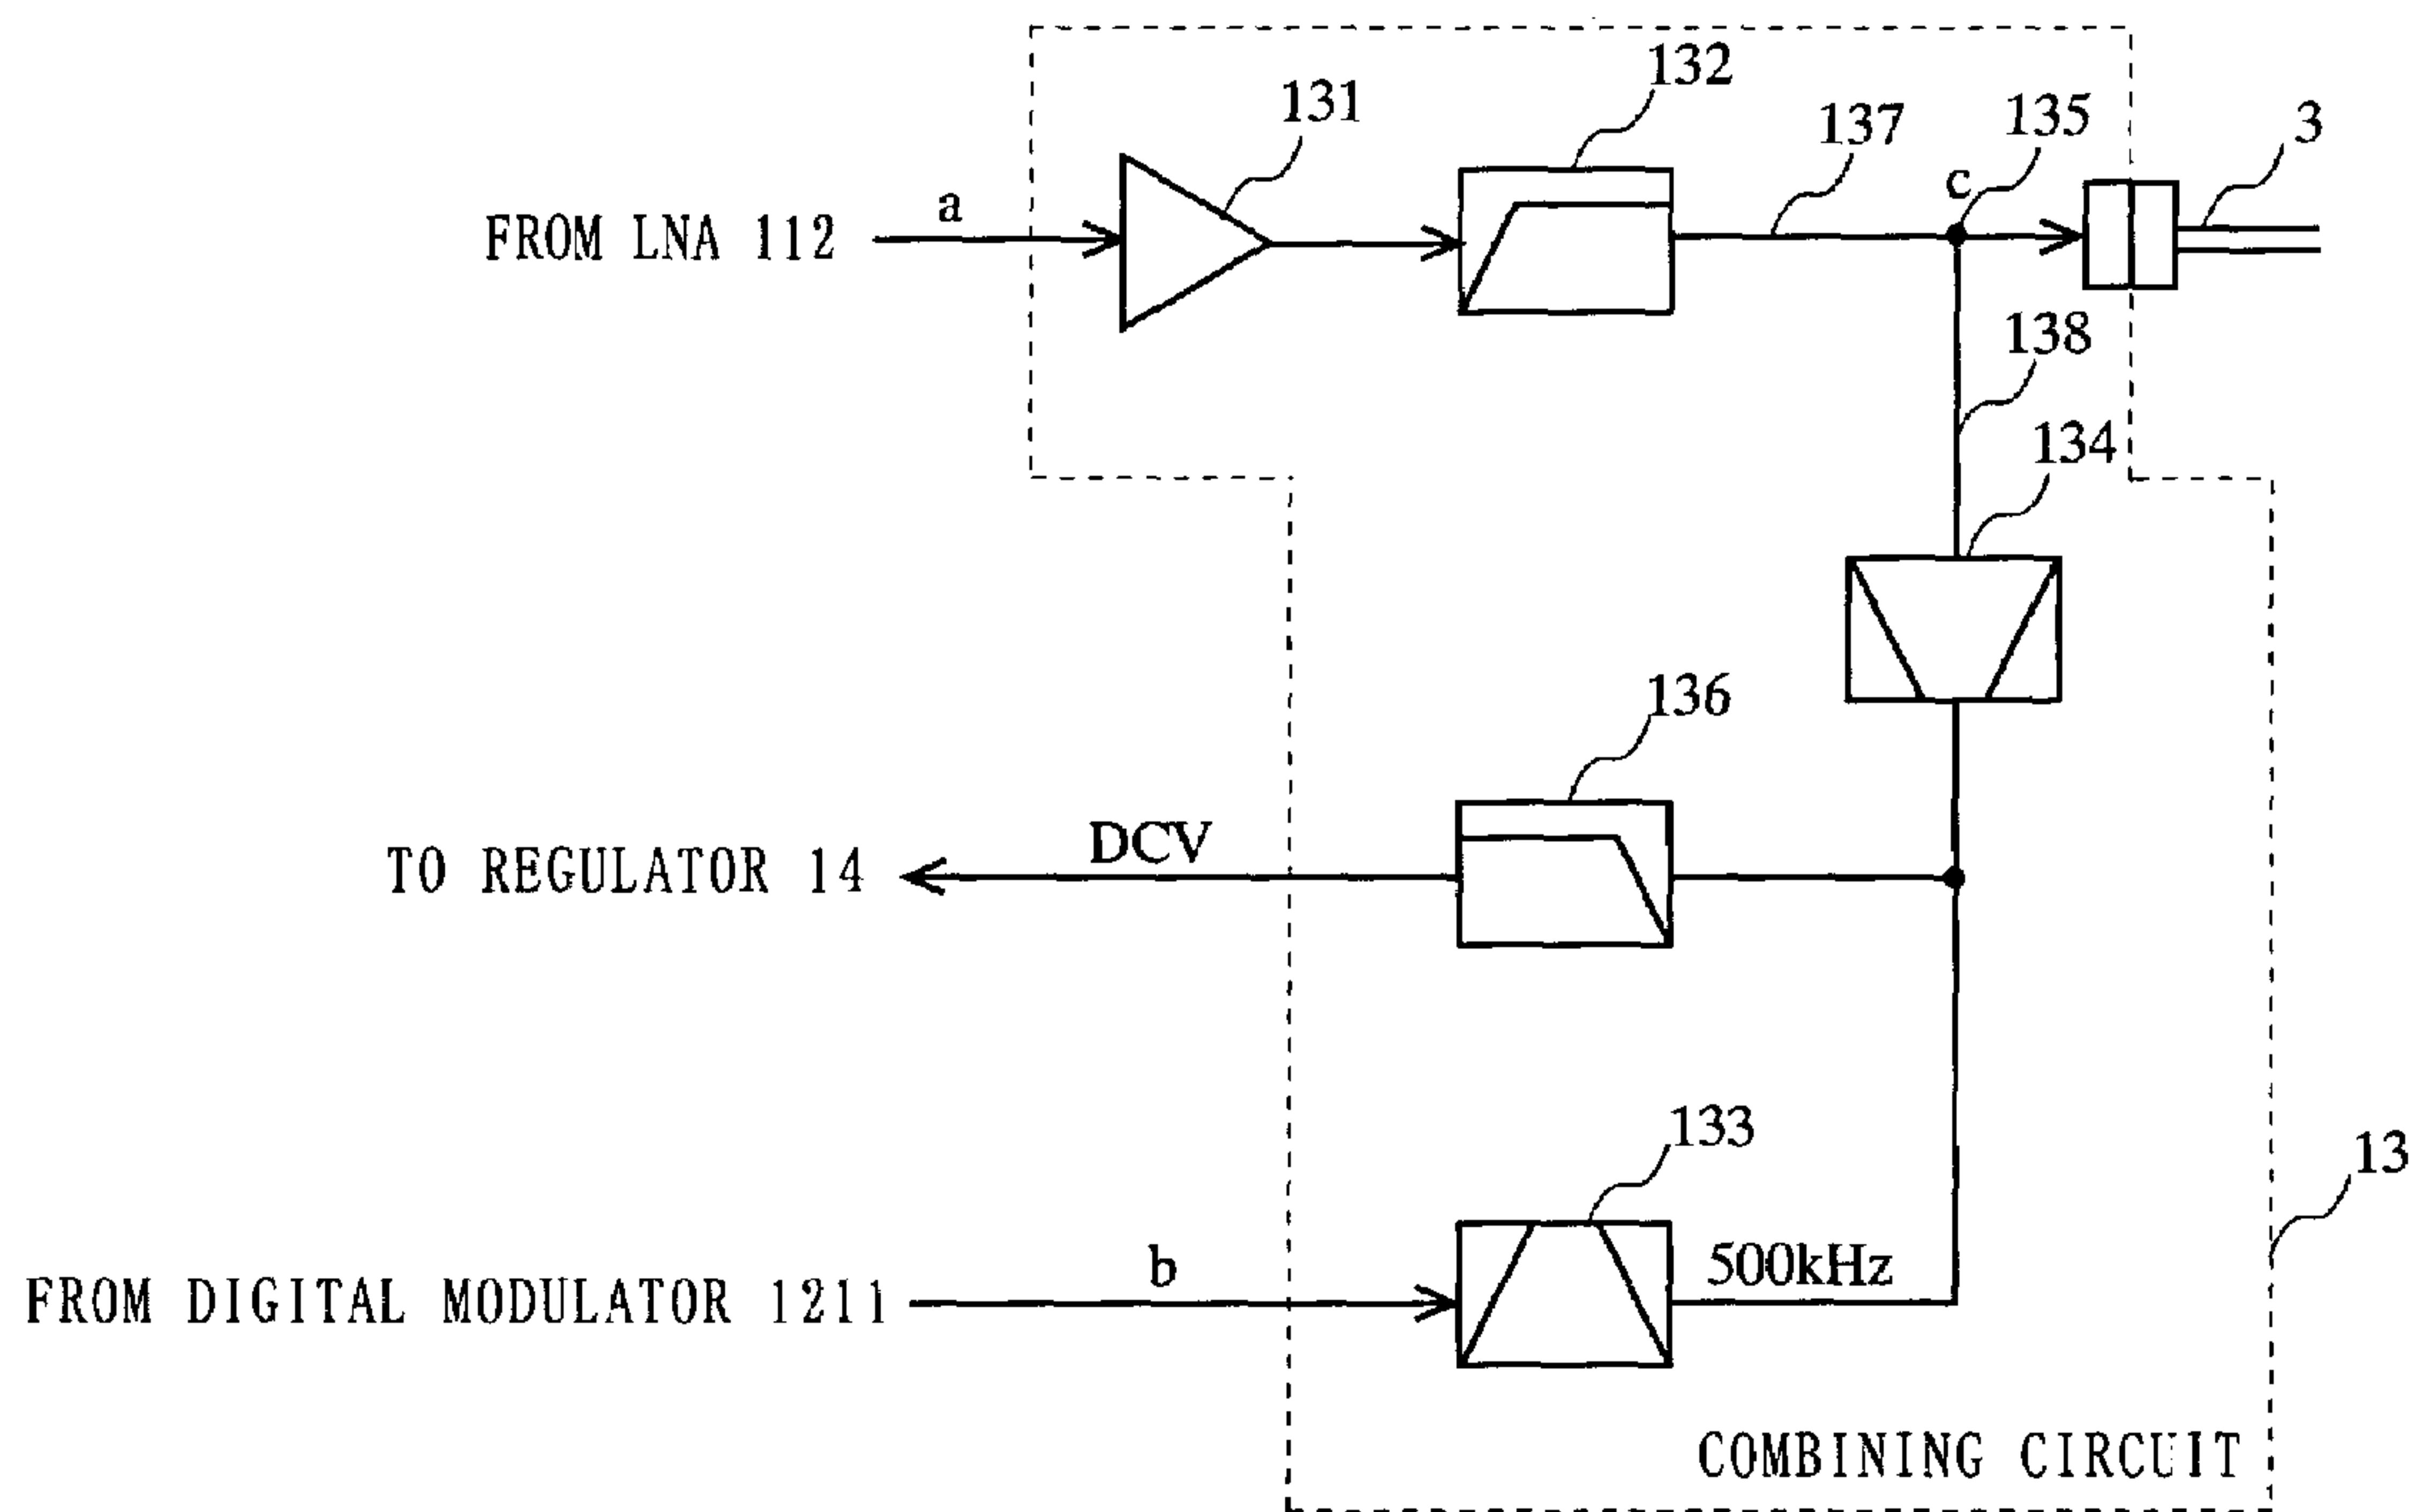 132
131
137
135
3
a
c
FROM LNA 112
138
134
136
DCV
TO REGULATOR 14
133
13
b
500kHz
FROM DIGITAL MODULATOR 1211
COMBINING CIRCUIT